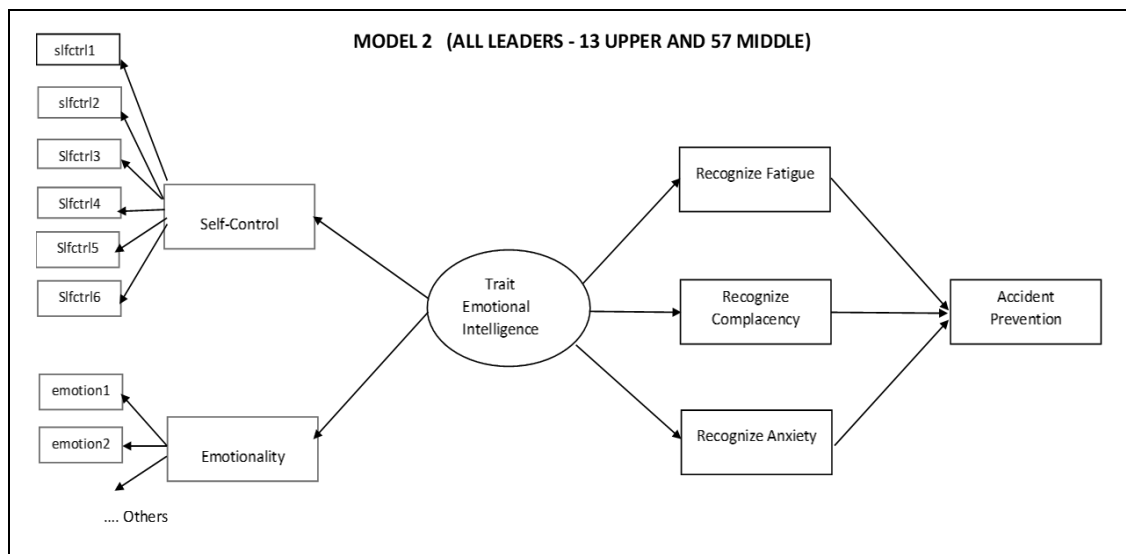 MODEL 2 (ALL LEADERS - 13 UPPER AND 57 MIDDLE)
slfctrl1
slfctrl2
Slfctrl3
Slfctrl4
Slfctrl5
Slfctrl6
Self-Control
emotion1
emotion2
.... Others
Emotionality
Trait
Emotional
Intelligence
Recognize Fatigue
Recognize
Complacency
Recognize Anxiety
Accident
Prevention